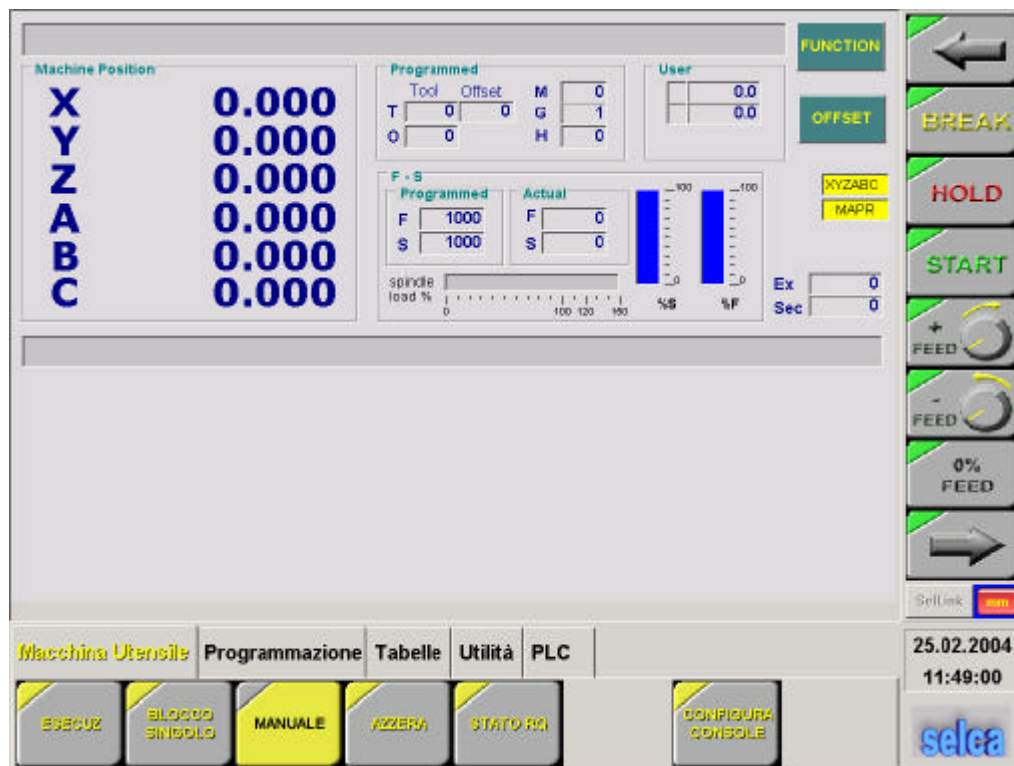 FUNCTION
OFFSET
Machine Position
X 0.000
Y 0.000
Z 0.000
A 0.000
B 0.000
C 0.000
Programmed
Tool Offset
T 0 0
O 0
M 0
G 1
H 0
User
0.0
0.0
F - S
Programmed
F 1000
S 1000
Actual
F 0
S 0
100
0
%S
100
0
%F
spindle
load %
0 100 120 160
XYZABC
MAPR
Ex 0
Sec 0
BREAK
HOLD
START
+
FEED
-
FEED
0%
FEED
SelLink mm
Macchina Utensile Programmazione Tabelle Utilità PLC
25.02.2004
11:49:00
ESECUZ
BLOCCO
SINGOLO
MANUALE
AZZERA
STATO RQ
CONFIGURA
CONSOLE
selca